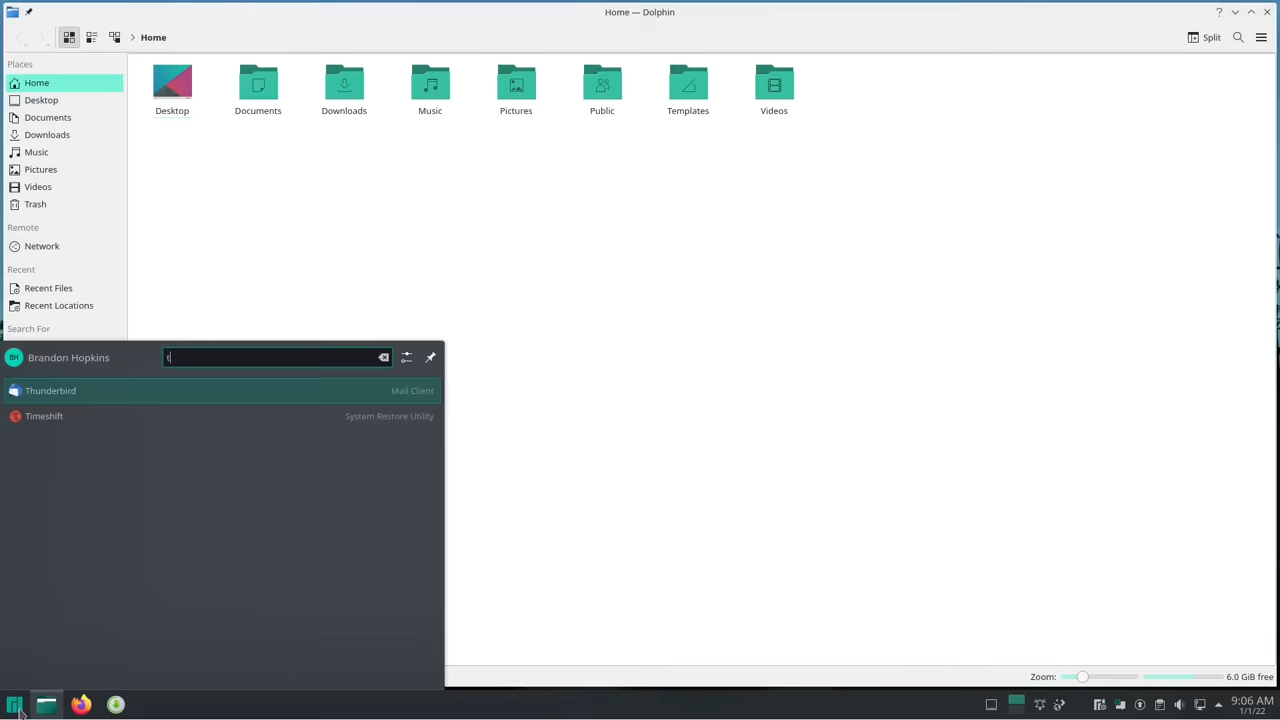 Home — Dolphin
Home
Split
Places
Home
Desktop
Documents
Downloads
Music
Pictures
Videos
Trash
Remote
Network
Recent
Recent Files
Recent Locations
Search For
Desktop
Documents
Downloads
Music
Pictures
Public
Templates
Videos
BH
Brandon Hopkins
t
Thunderbird
Mail Client
Timeshift
System Restore Utility
Zoom:
6.0 GiB free
9:06 AM
1/1/22